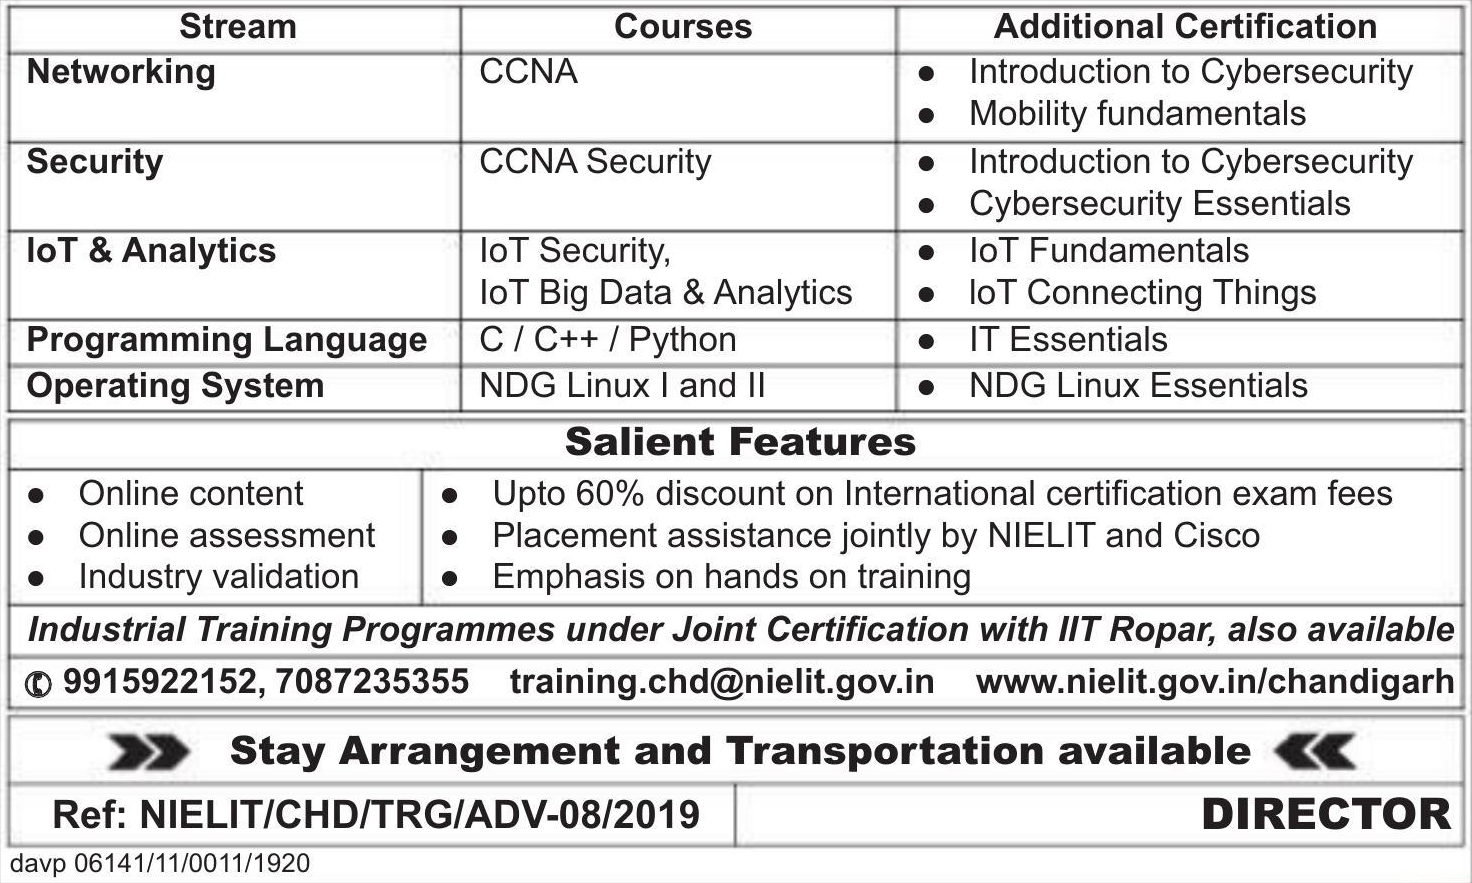 Stream Courses Additional Certification
Networking CCNA ● Introduction to Cybersecurity
● Mobility fundamentals
Security CCNA Security ● Introduction to Cybersecurity
● Cybersecurity Essentials
IoT & Analytics IoT Security, ● IoT Fundamentals
IoT Big Data & Analytics ● IoT Connecting Things
Programming Language C / C++ / Python ● IT Essentials
Operating System NDG Linux I and II ● NDG Linux Essentials
Salient Features
● Online content ● Upto 60% discount on International certification exam fees
● Online assessment ● Placement assistance jointly by NIELIT and Cisco
● Industry validation ● Emphasis on hands on training
Industrial Training Programmes under Joint Certification with IIT Ropar, also available
✆ 9915922152, 7087235355 training.chd@nielit.gov.in www.nielit.gov.in/chandigarh
Stay Arrangement and Transportation available
Ref: NIELIT/CHD/TRG/ADV-08/2019 DIRECTOR
davp 06141/11/0011/1920